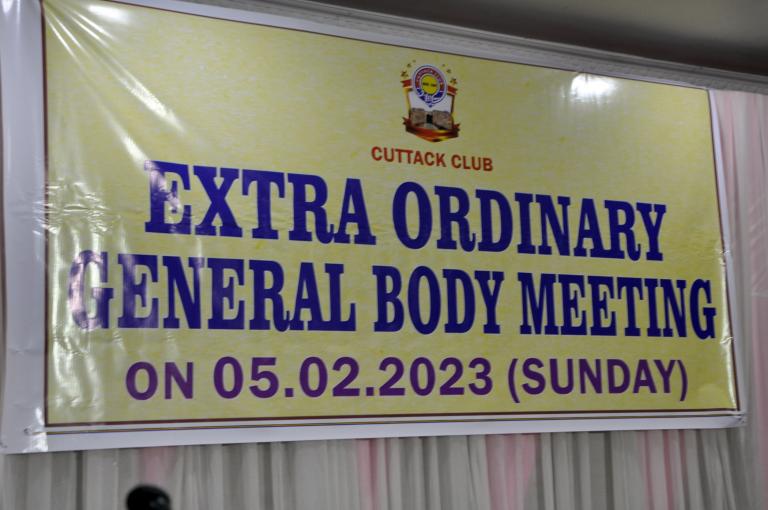 CUTTACK CLUB
EXTRA ORDINARY
GENERAL BODY MEETING
ON 05.02.2023 (SUNDAY)